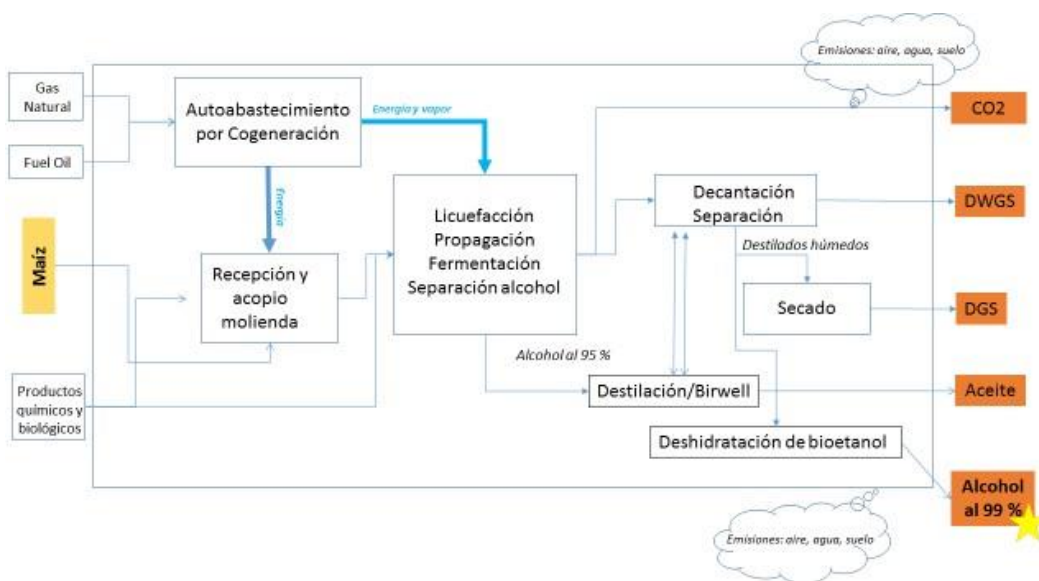 Emisiones: aire, agua, suelo
Gas
Natural
Fuel Oil
Autoabastecimiento
por Cogeneración
Energía y vapor
Energía
CO2
Maíz
Recepción y
acopio
molienda
Licuefacción
Propagación
Fermentación
Separación alcohol
Decantación
Separación
DWGS
Destilados húmedos
Secado
DGS
Alcohol al 95 %
Productos
químicos y
biológicos
Destilación/Birwell
Aceite
Deshidratación de bioetanol
Alcohol
al 99 %
Emisiones: aire, agua, suelo